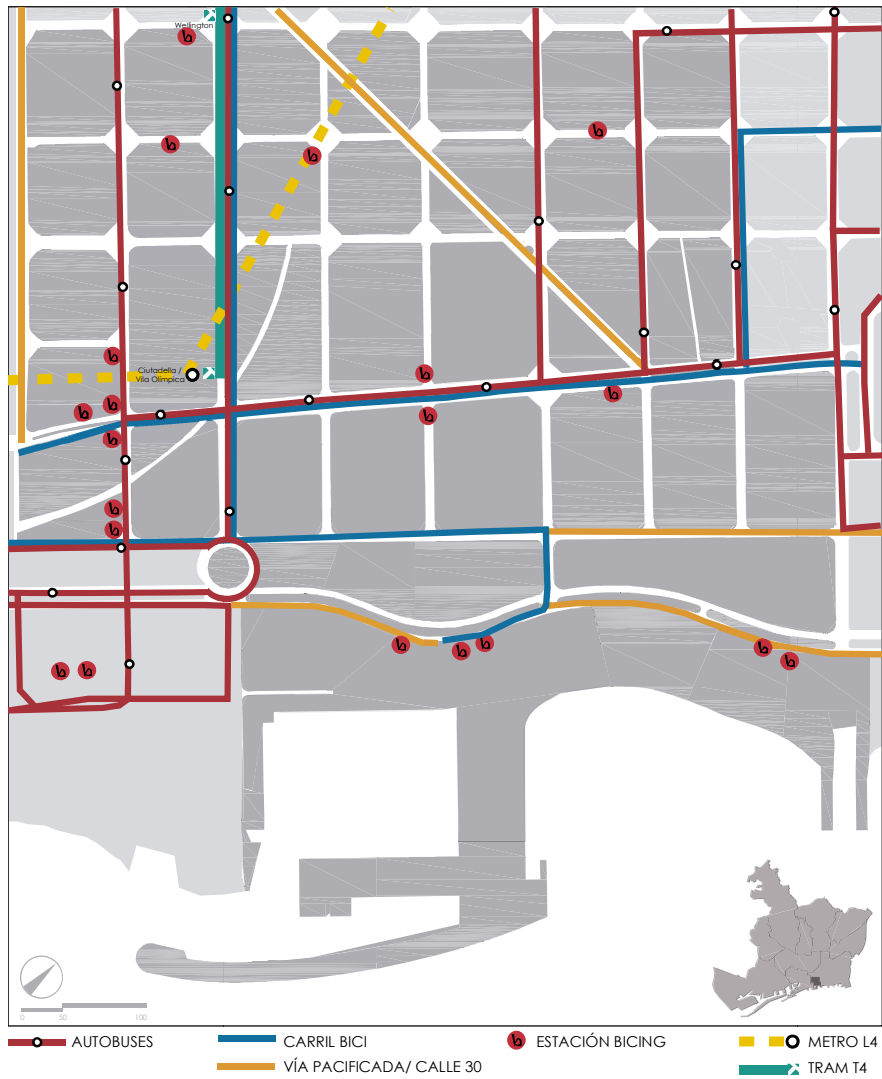 Wellington
Ciutadella /
Vila Olímpica
0 50 100
AUTOBUSES
CARRIL BICI
ESTACIÓN BICING
METRO L4
VÍA PACIFICADA/ CALLE 30
TRAM T4